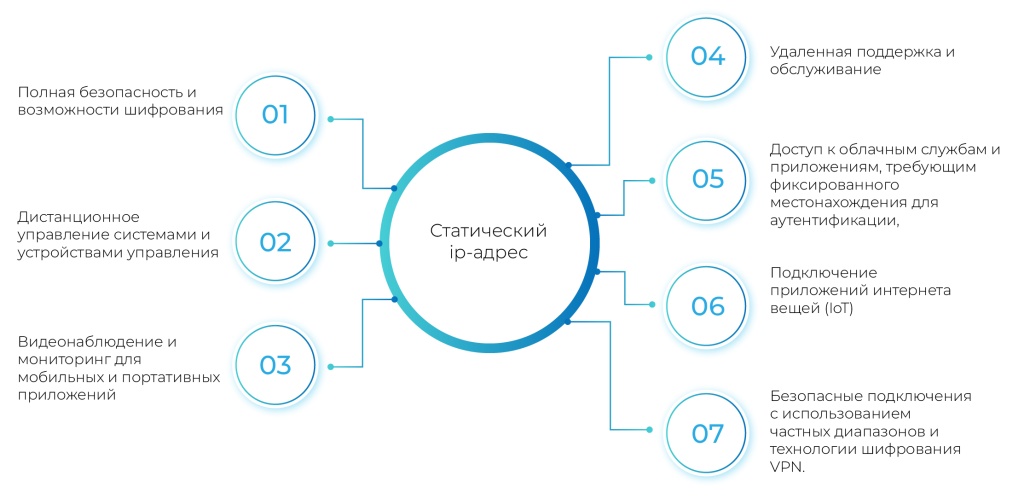 Полная безопасность и
возможности шифрования
01
Дистанционное
управление системами и
устройствами управления
02
Видеонаблюдение и
мониторинг для
мобильных и портативных
приложений
03
Статический
ip-адрес
04
Удаленная поддержка и
обслуживание
05
Доступ к облачным службам и
приложениям, требующим
фиксированного
местонахождения для
аутентификации,
06
Подключение
приложений интернета
вещей (IoT)
07
Безопасные подключения
с использованием
частных диапазонов и
технологии шифрования
VPN.